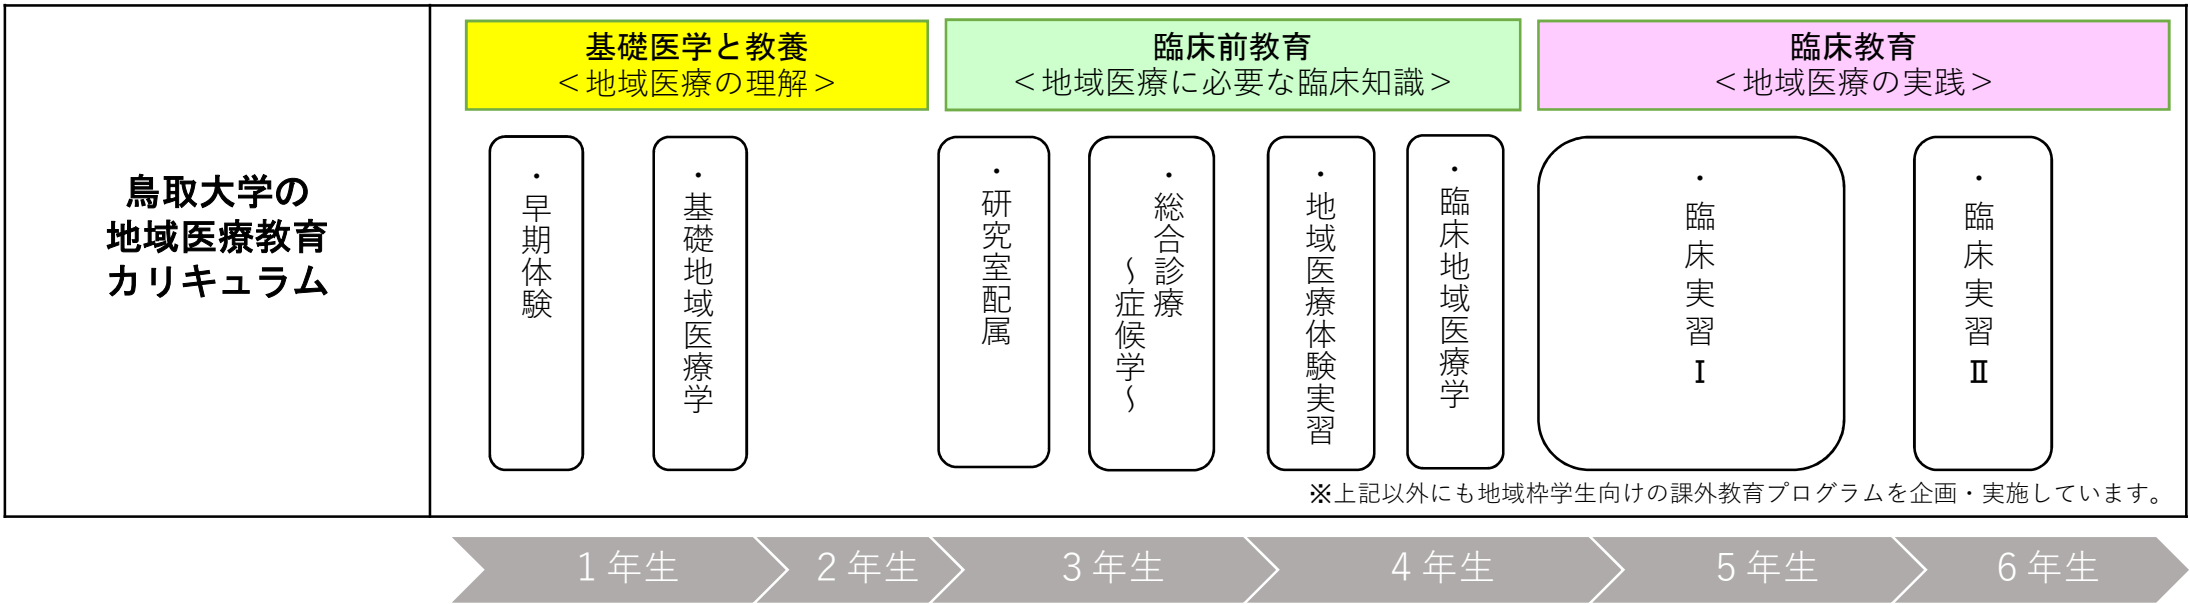 鳥取大学の
地域医療教育
カリキュラム
基礎医学と教養
＜地域医療の理解＞
臨床前教育
＜地域医療に必要な臨床知識＞
臨床教育
＜地域医療の実践＞
・早期体験
・基礎地域医療学
・研究室配属
・総合診療
～症候学～
・地域医療体験実習
・臨床地域医療学
・臨床実習Ⅰ
・臨床実習Ⅱ
※上記以外にも地域枠学生向けの課外教育プログラムを企画・実施しています。
1年生
2年生
3年生
4年生
5年生
6年生